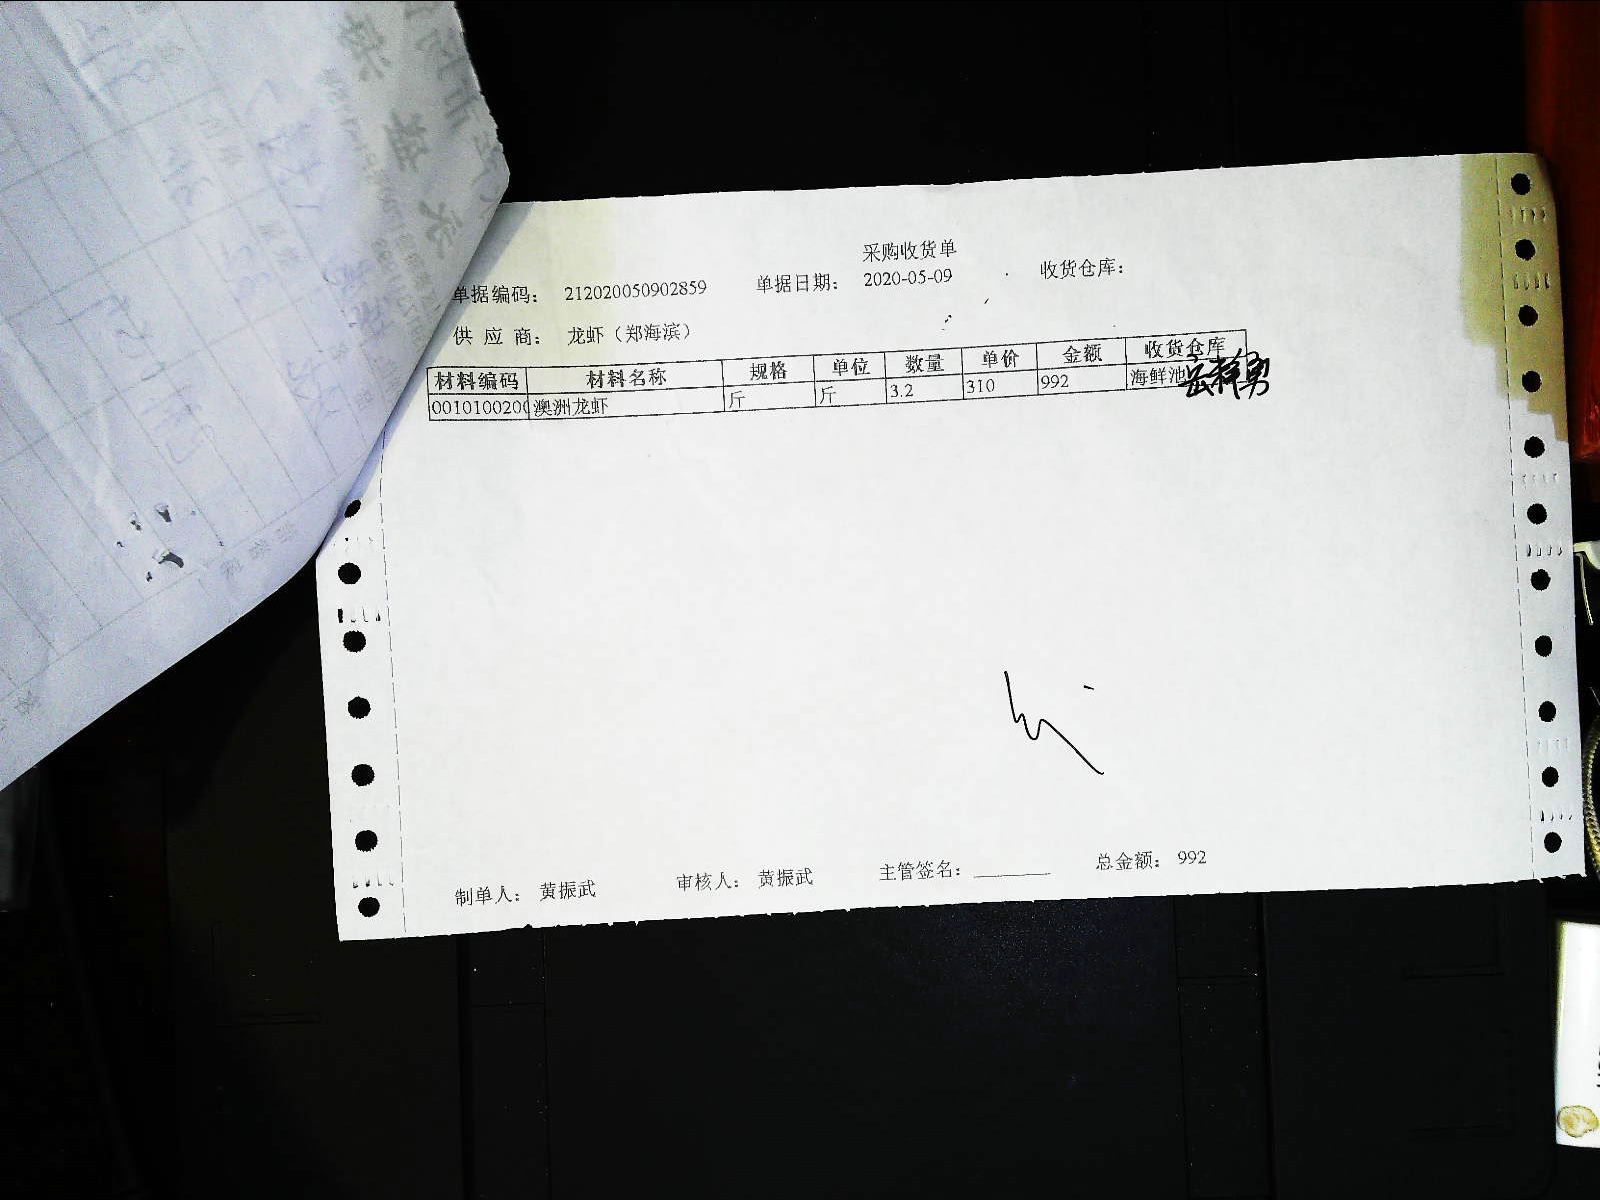 采购收货单
单据编码： 212020050902859 单据日期： 2020-05-09 收货仓库：
供 应 商： 龙虾（郑海滨）
材料编码 材料名称 规格 单位 数量 单价 金额 收货仓库
0010100200 澳洲龙虾 斤 斤 3.2 310 992 海鲜池
制单人： 黄振武 审核人： 黄振武 主管签名： 总金额： 992